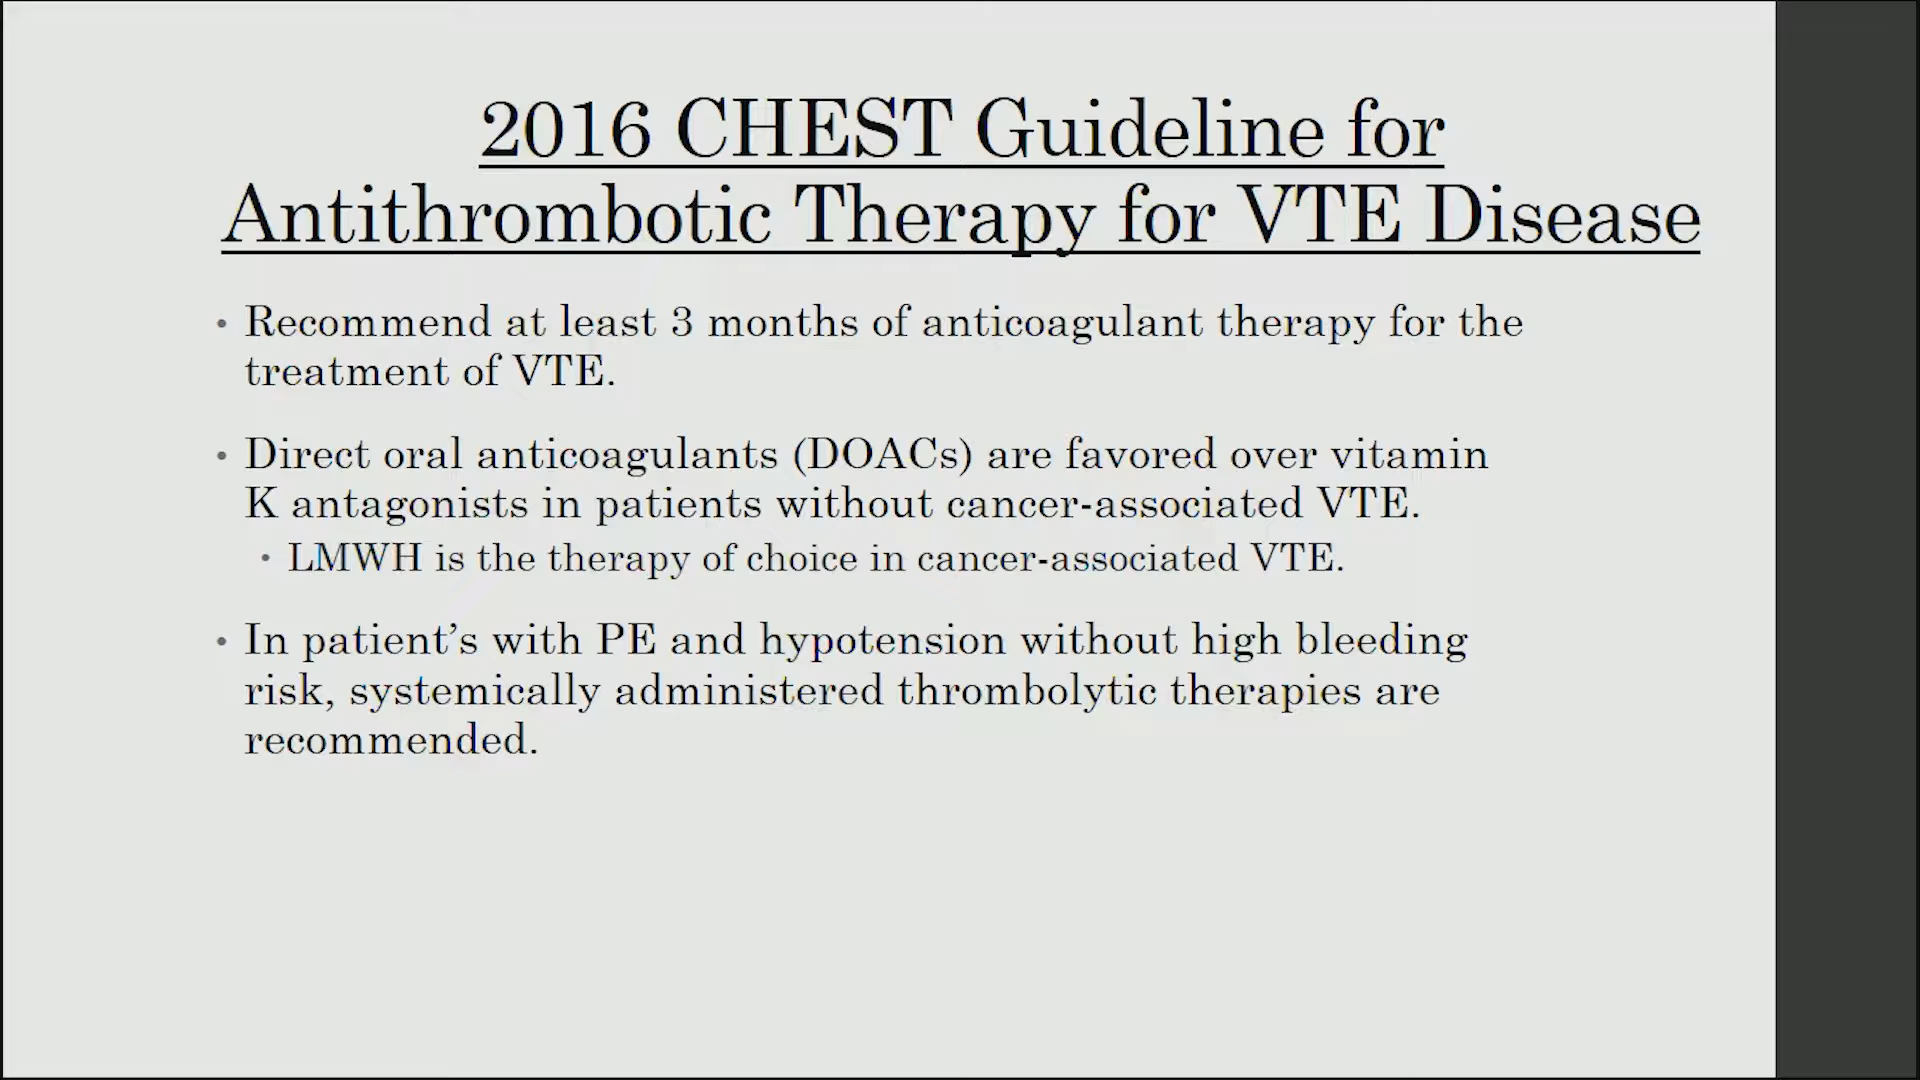 2016 CHEST Guideline for
Antithrombotic Therapy for VTE Disease
• Recommend at least 3 months of anticoagulant therapy for the
treatment of VTE.
• Direct oral anticoagulants (DOACs) are favored over vitamin
K antagonists in patients without cancer-associated VTE.
• LMWH is the therapy of choice in cancer-associated VTE.
• In patient’s with PE and hypotension without high bleeding
risk, systemically administered thrombolytic therapies are
recommended.